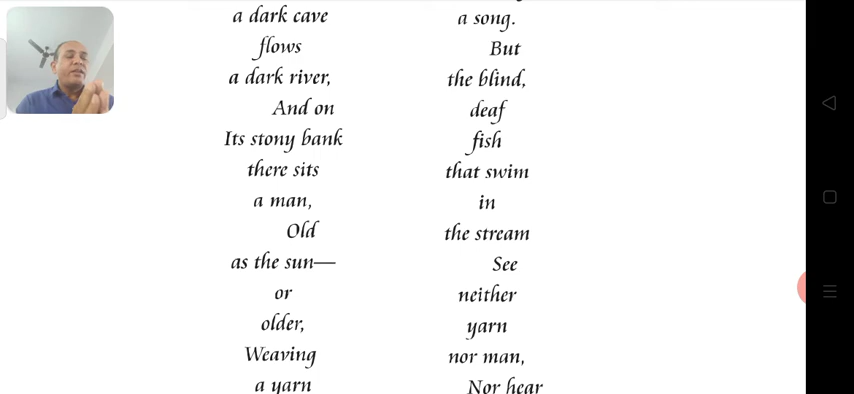 a dark cave
flows
a dark river,
And on
Its stony bank
there sits
a man,
Old
as the sun—
or
older,
Weaving
a yarn
a song.
But
the blind,
deaf
fish
that swim
in
the stream
See
neither
yarn
nor man,
Nor hear